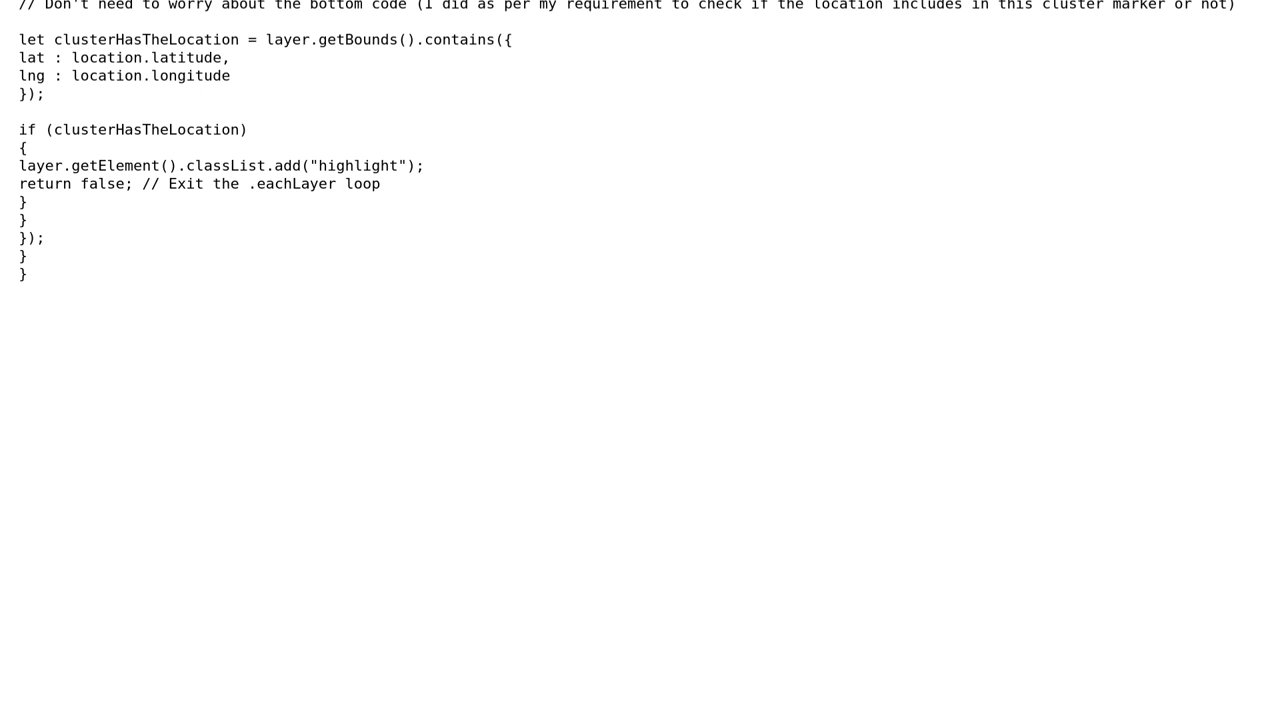 // Don't need to worry about the bottom code (I did as per my requirement to check if the location includes in this cluster marker or not)
let clusterHasTheLocation = layer.getBounds().contains({
lat : location.latitude,
lng : location.longitude
});
if (clusterHasTheLocation)
{
layer.getElement().classList.add("highlight");
return false; // Exit the .eachLayer loop
}
}
});
}
}